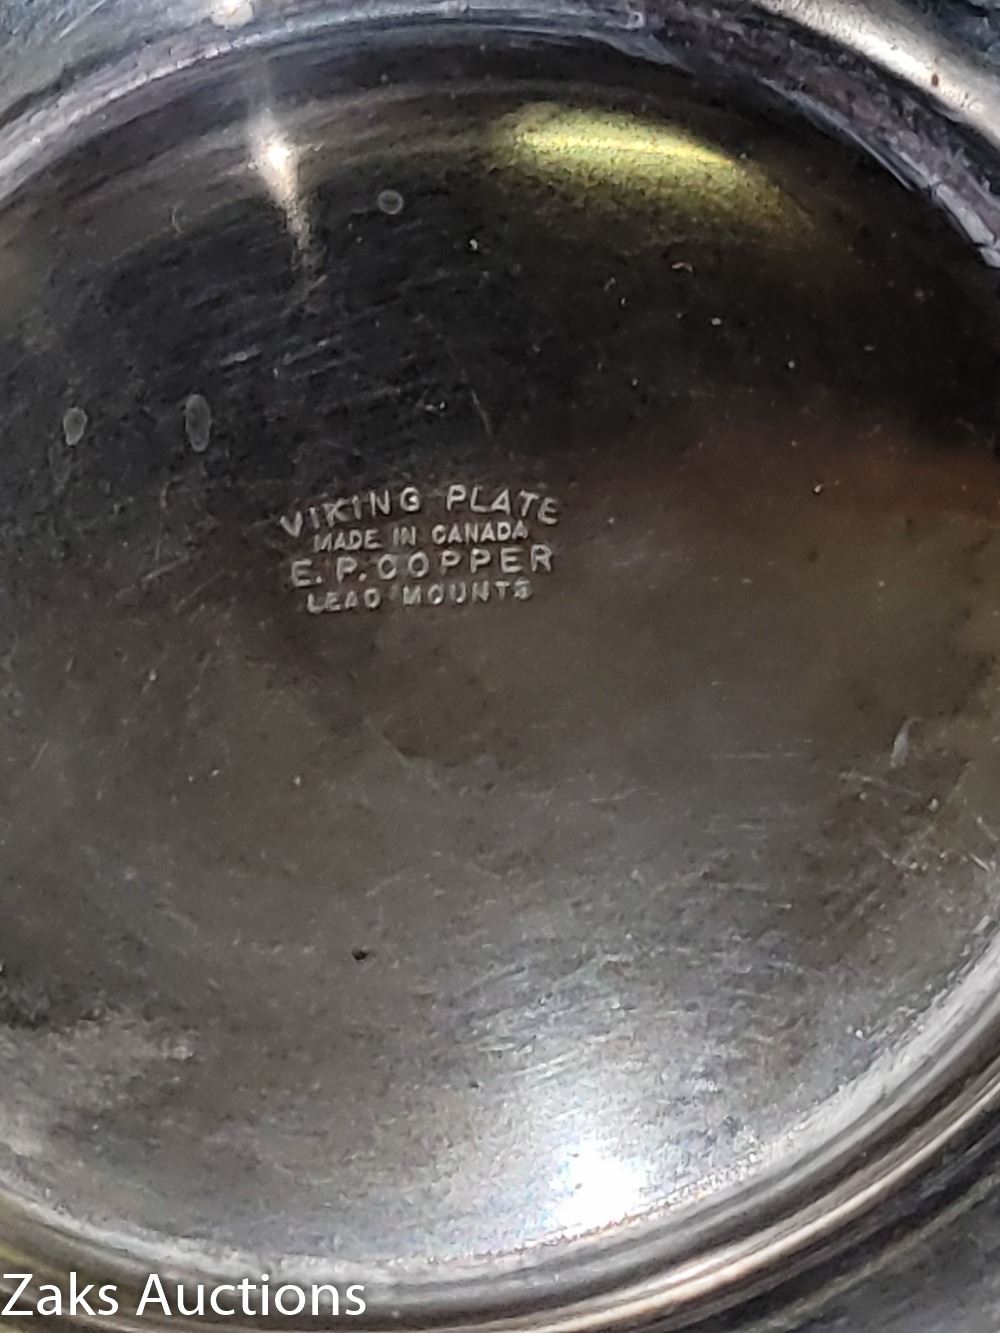 VIKING PLATE
MADE IN CANADA
E.P.COPPER
LEAD MOUNTS
Zaks Auctions